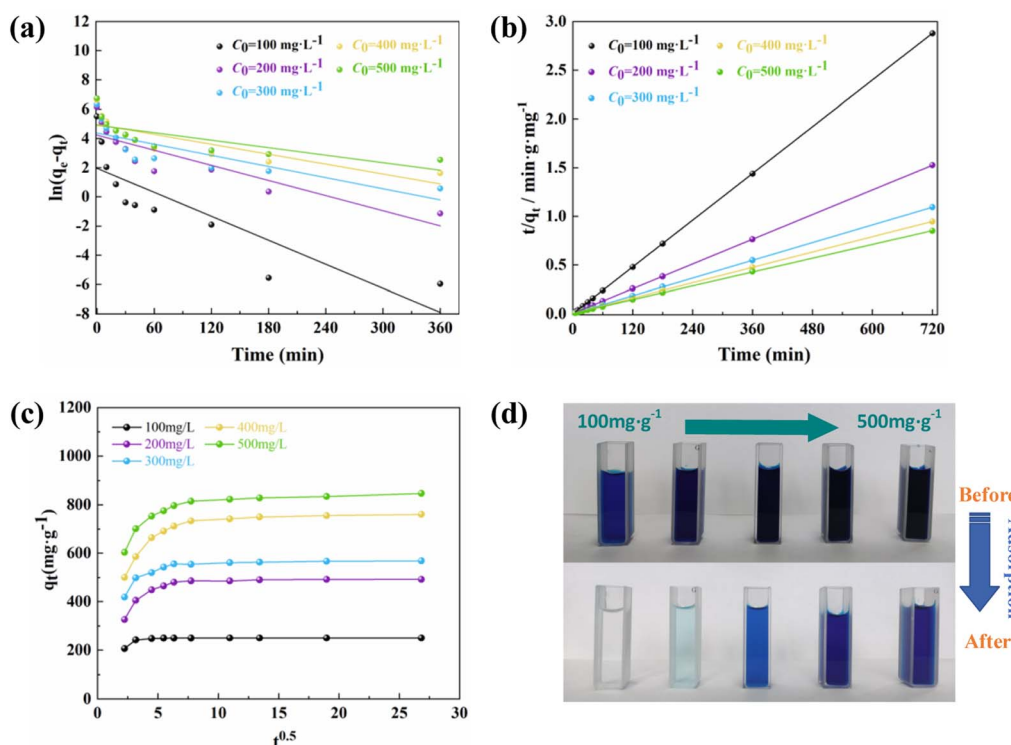 (a)
C0=100 mg·L-1
C0=400 mg·L-1
C0=200 mg·L-1
C0=500 mg·L-1
C0=300 mg·L-1
ln(qe-qt)
8
6
4
2
0
-2
-4
-6
-8
0 60 120 180 240 300 360
Time (min)
(b)
C0=100 mg·L-1
C0=400 mg·L-1
C0=200 mg·L-1
C0=500 mg·L-1
C0=300 mg·L-1
t/qt / min·g·mg-1
3.0
2.5
2.0
1.5
1.0
0.5
0.0
0 120 240 360 480 600 720
Time (min)
(c)
100mg/L
400mg/L
200mg/L
500mg/L
300mg/L
qt(mg·g-1)
1200
1000
800
600
400
200
0
0 5 10 15 20 25 30
t0.5
(d)
100mg·g-1
500mg·g-1
Before
After